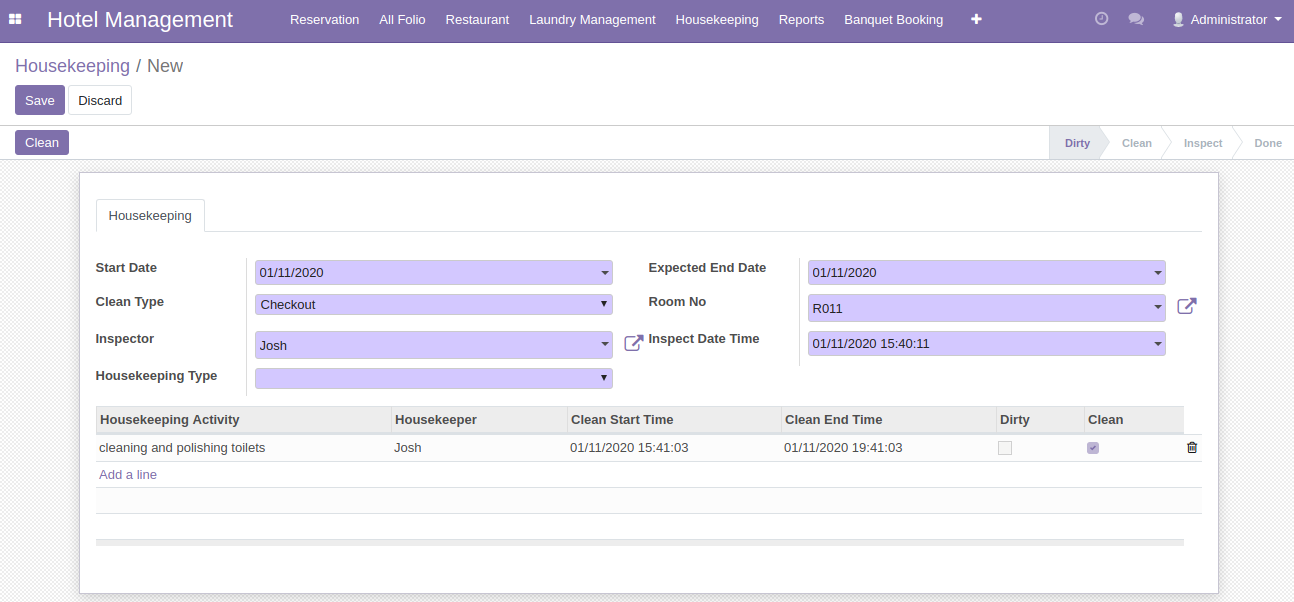 Hotel Management Reservation All Folio Restaurant Laundry Management Housekeeping Reports Banquet Booking Administrator
Housekeeping / New
Save Discard
Clean Dirty Clean Inspect Done
Housekeeping
Start Date 01/11/2020 Expected End Date 01/11/2020
Clean Type Checkout Room No R011
Inspector Josh Inspect Date Time 01/11/2020 15:40:11
Housekeeping Type
Housekeeping Activity Housekeeper Clean Start Time Clean End Time Dirty Clean
cleaning and polishing toilets Josh 01/11/2020 15:41:03 01/11/2020 19:41:03
Add a line